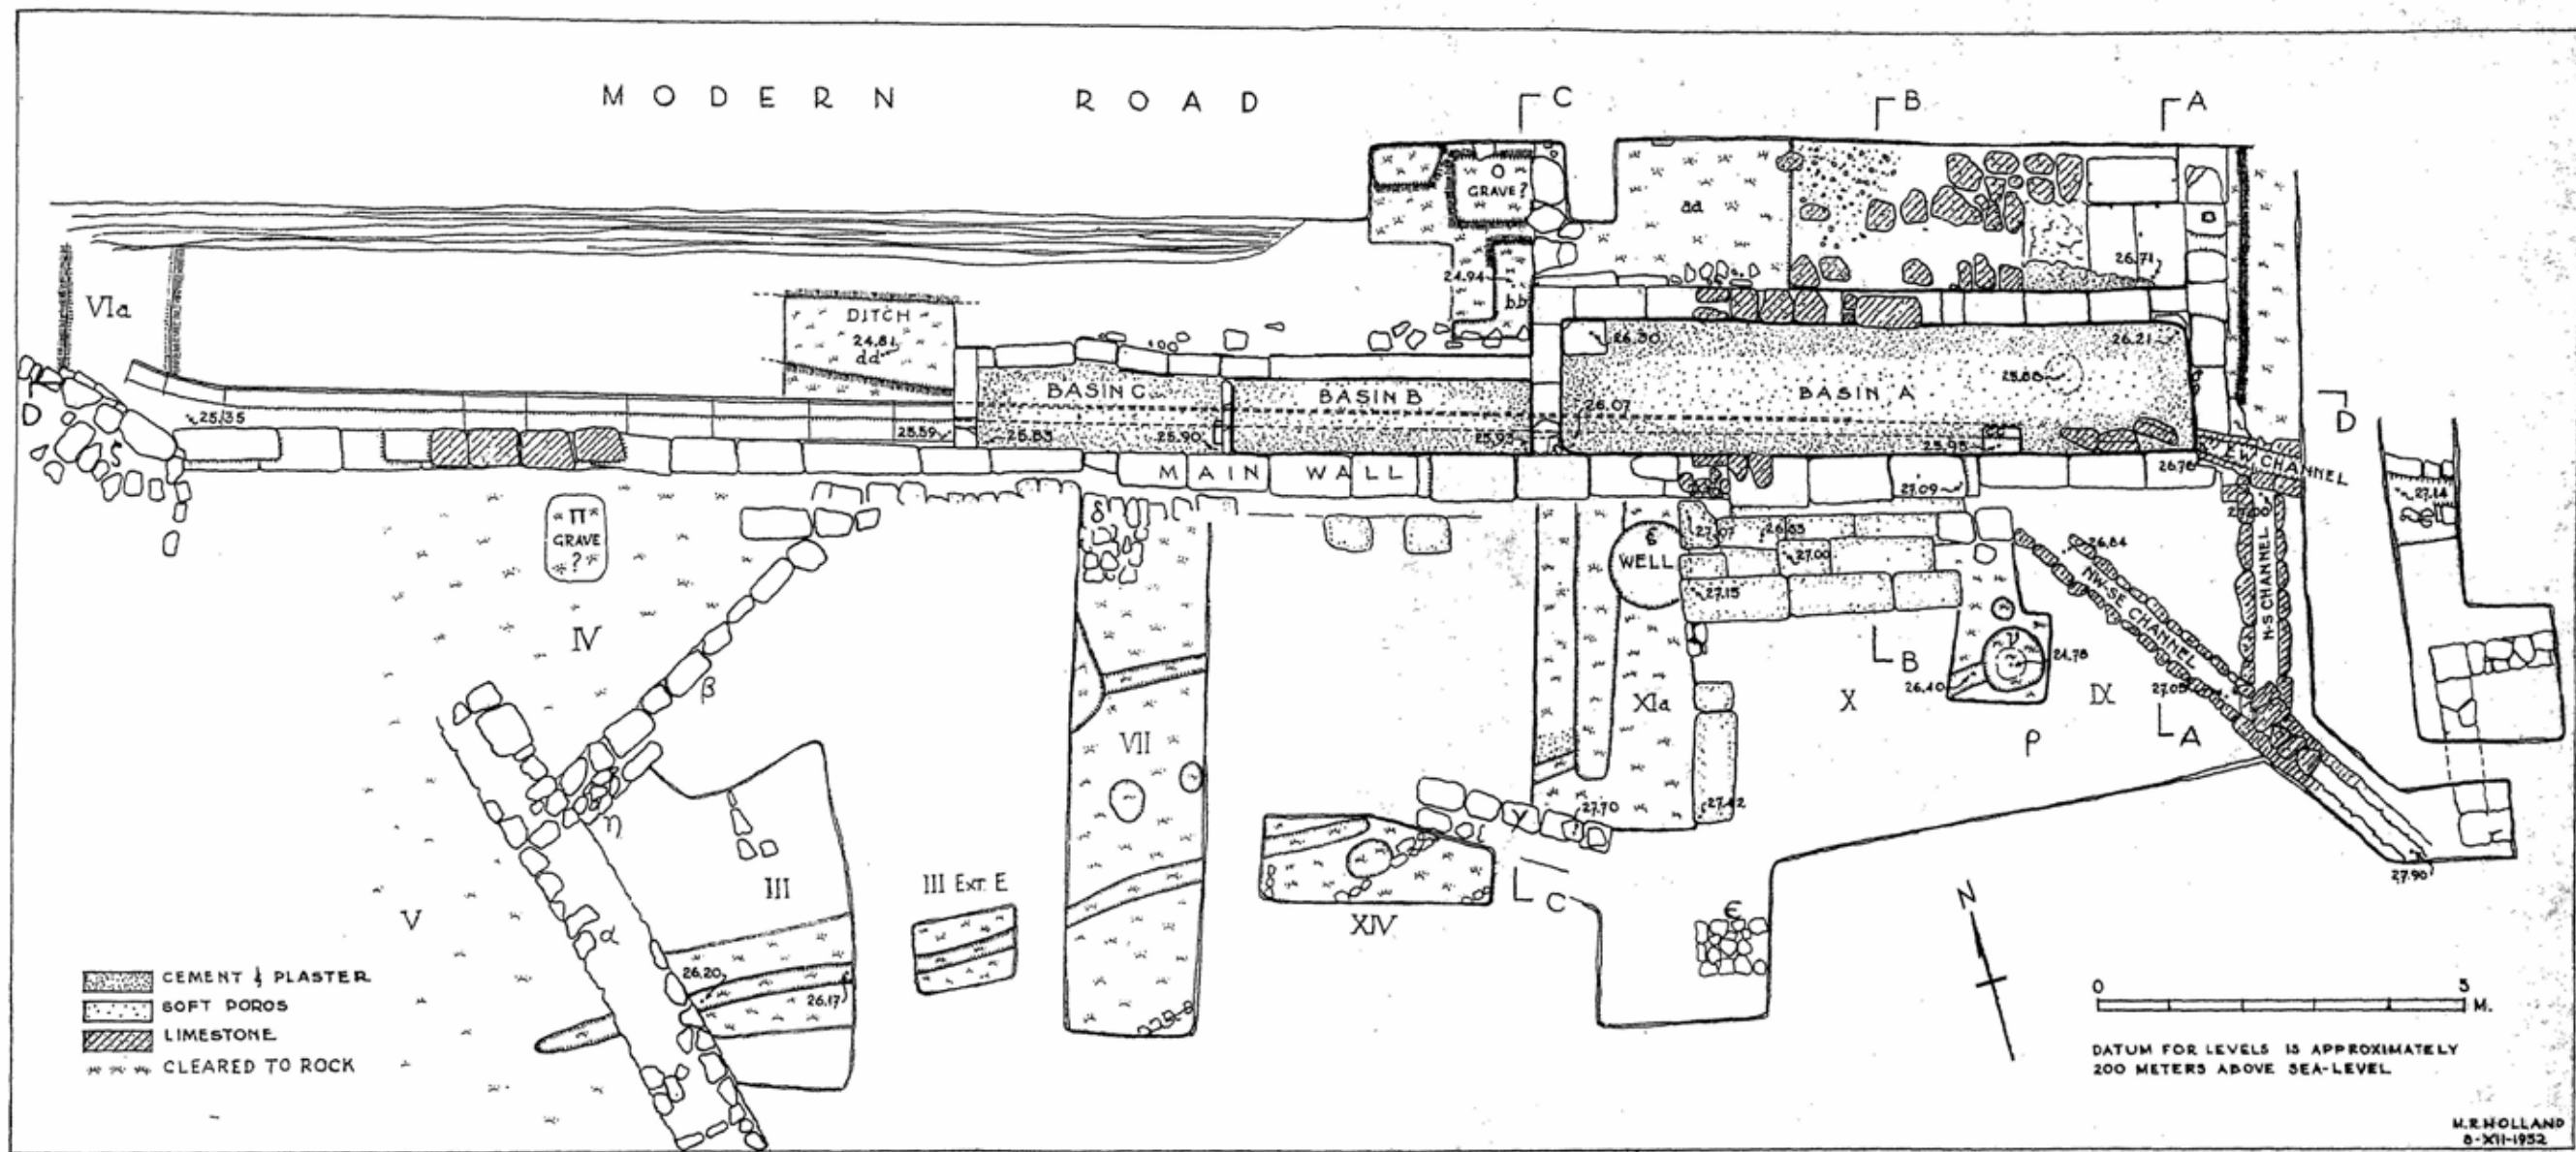 MODERN ROAD
C
B
A
O
GRAVE?
aa
24.94
bb
26.71
VIa
DITCH
24.81
dd
26.30
26.21
25.88
BASIN C
BASIN B
BASIN A
D
D
25.35
25.59
25.83
25.90
25.93
26.07
25.95
cc
26.76
EW CHANNEL
MAIN WALL
27.09
27.14
27.00
ζ
Π
GRAVE
?
δ
WELL
27.07
26.83
27.00
27.15
26.84
NW-SE CHANNEL
N-S CHANNEL
IV
β
B
26.40
24.78
27.05
VII
XIa
X
IX
ρ
A
η
γ
27.70
27.42
III
III EXT. E
XIV
C
27.90
V
α
ε
N
26.20
26.17
CEMENT & PLASTER
SOFT POROS
LIMESTONE
CLEARED TO ROCK
0 5 M.
DATUM FOR LEVELS IS APPROXIMATELY
200 METERS ABOVE SEA-LEVEL
M.R.HOLLAND
8-XII-1952